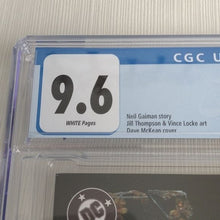 CGC U
9.6
WHITE Pages
Neil Gaiman story
Jill Thompson & Vince Locke art
Dave McKean cover
DC